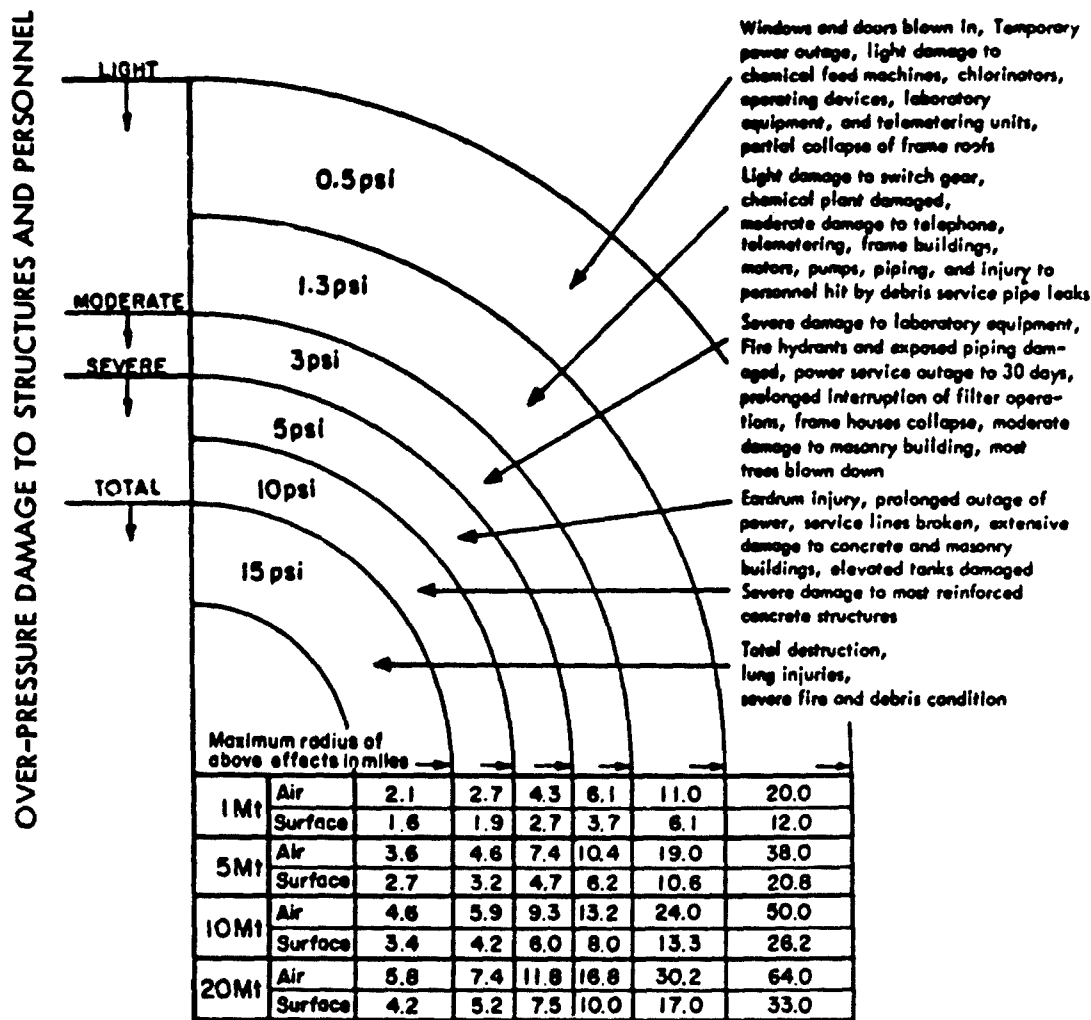 OVER-PRESSURE DAMAGE TO STRUCTURES AND PERSONNEL
LIGHT
MODERATE
SEVERE
TOTAL
0.5psi
1.3psi
3psi
5psi
10psi
15psi
Windows and doors blown in, Temporary
power outage, light damage to
chemical feed machines, chlorinators,
operating devices, laboratory
equipment, and telemetering units,
partial collapse of frame roofs
Light damage to switch gear,
chemical plant damaged,
moderate damage to telephone,
telemetering, frame buildings,
motors, pumps, piping, and injury to
personnel hit by debris service pipe leaks
Severe damage to laboratory equipment,
Fire hydrants and exposed piping dam-
aged, power service outage to 30 days,
prolonged interruption of filter opera-
tions, frame houses collapse, moderate
damage to masonry building, most
trees blown down
Eardrum injury, prolonged outage of
power, service lines broken, extensive
damage to concrete and masonry
buildings, elevated tanks damaged
Severe damage to most reinforced
concrete structures
Total destruction,
lung injuries,
severe fire and debris condition
Maximum radius of
above effects in miles
1Mt Air 2.1 2.7 4.3 6.1 11.0 20.0
Surface 1.6 1.9 2.7 3.7 6.1 12.0
5Mt Air 3.6 4.6 7.4 10.4 19.0 38.0
Surface 2.7 3.2 4.7 6.2 10.6 20.8
10Mt Air 4.6 5.9 9.3 13.2 24.0 50.0
Surface 3.4 4.2 6.0 8.0 13.3 26.2
20Mt Air 5.8 7.4 11.8 16.8 30.2 64.0
Surface 4.2 5.2 7.5 10.0 17.0 33.0